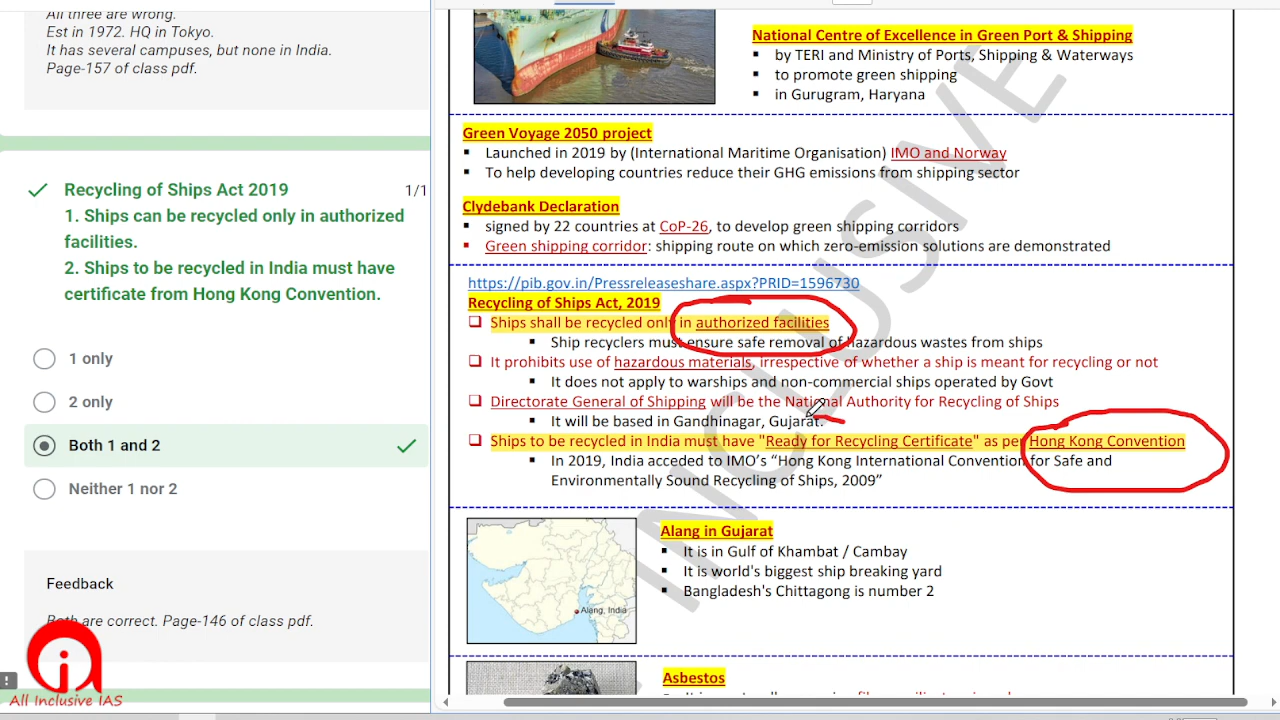 All three are wrong.
Est in 1972. HQ in Tokyo.
It has several campuses, but none in India.
Page-157 of class pdf.
Recycling of Ships Act 2019
1/1
1. Ships can be recycled only in authorized
facilities.
2. Ships to be recycled in India must have
certificate from Hong Kong Convention.
1 only
2 only
Both 1 and 2
Neither 1 nor 2
Feedback
Both are correct. Page-146 of class pdf.
All Inclusive IAS
National Centre of Excellence in Green Port & Shipping
by TERI and Ministry of Ports, Shipping & Waterways
to promote green shipping
in Gurugram, Haryana
Green Voyage 2050 project
Launched in 2019 by (International Maritime Organisation) IMO and Norway
To help developing countries reduce their GHG emissions from shipping sector
Clydebank Declaration
signed by 22 countries at CoP-26, to develop green shipping corridors
Green shipping corridor: shipping route on which zero-emission solutions are demonstrated
https://pib.gov.in/Pressreleaseshare.aspx?PRID=1596730
Recycling of Ships Act, 2019
Ships shall be recycled only in authorized facilities
Ship recyclers must ensure safe removal of hazardous wastes from ships
It prohibits use of hazardous materials, irrespective of whether a ship is meant for recycling or not
It does not apply to warships and non-commercial ships operated by Govt
Directorate General of Shipping will be the National Authority for Recycling of Ships
It will be based in Gandhinagar, Gujarat.
Ships to be recycled in India must have "Ready for Recycling Certificate" as per Hong Kong Convention
In 2019, India acceded to IMO's “Hong Kong International Convention for Safe and
Environmentally Sound Recycling of Ships, 2009”
Alang in Gujarat
It is in Gulf of Khambat / Cambay
It is world's biggest ship breaking yard
Bangladesh's Chittagong is number 2
Alang, India
Asbestos
INCLUSIVE